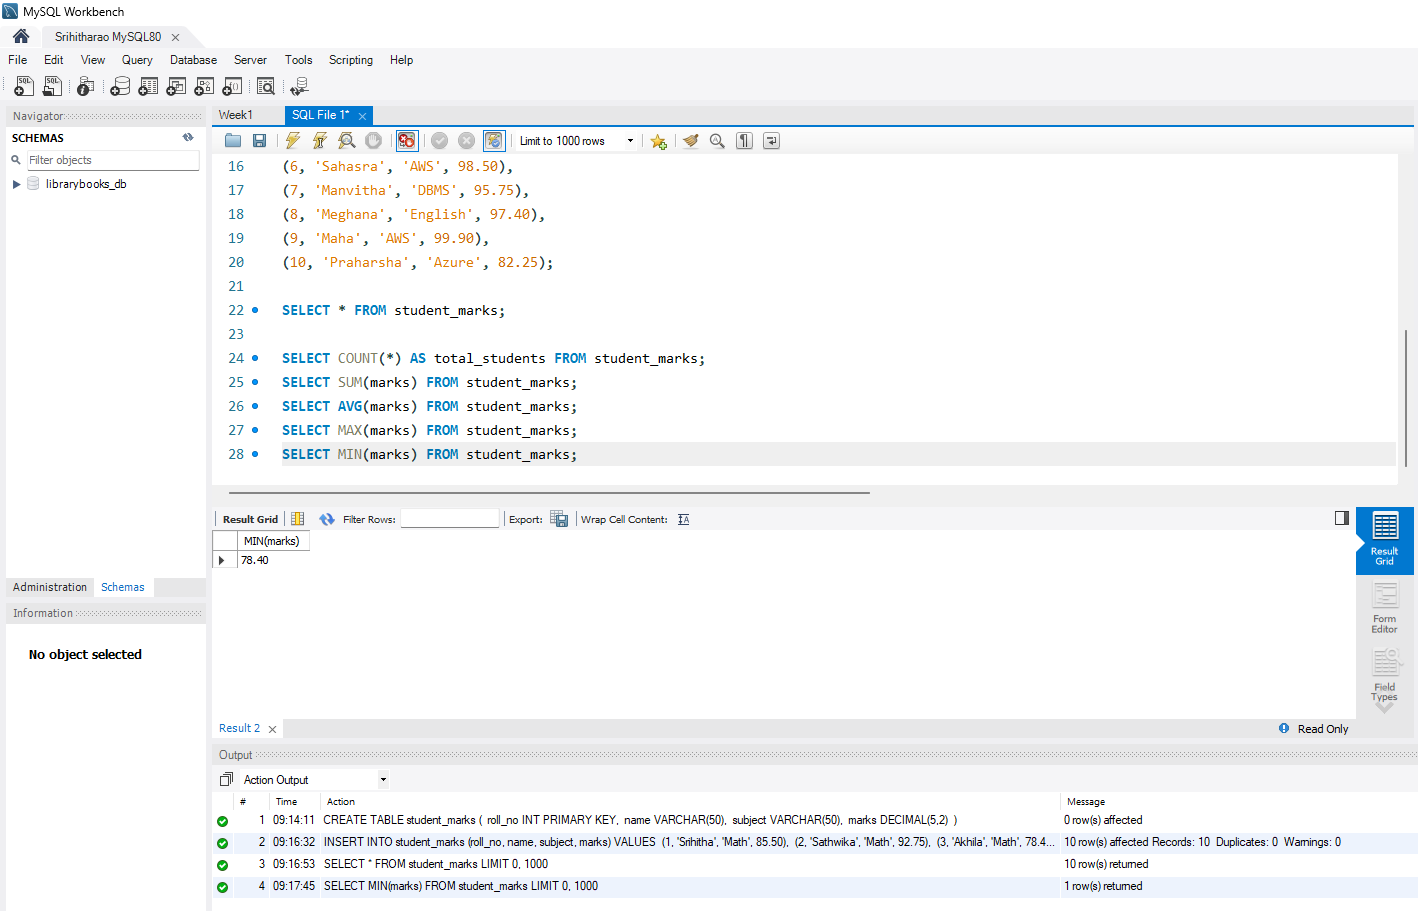 MySQL Workbench
Srihitharao MySQL80
File Edit View Query Database Server Tools Scripting Help
Navigator
SCHEMAS
Filter objects
librarybooks_db
Administration Schemas
Information
No object selected
Week1 SQL File 1*
Limit to 1000 rows
16 (6, 'Sahasra', 'AWS', 98.50),
17 (7, 'Manvitha', 'DBMS', 95.75),
18 (8, 'Meghana', 'English', 97.40),
19 (9, 'Maha', 'AWS', 99.90),
20 (10, 'Praharsha', 'Azure', 82.25);
21
22 SELECT * FROM student_marks;
23
24 SELECT COUNT(*) AS total_students FROM student_marks;
25 SELECT SUM(marks) FROM student_marks;
26 SELECT AVG(marks) FROM student_marks;
27 SELECT MAX(marks) FROM student_marks;
28 SELECT MIN(marks) FROM student_marks;
Result Grid Filter Rows: Export: Wrap Cell Content:
MIN(marks)
78.40
Result
Grid
Form
Editor
Field
Types
Result 2 Read Only
Output
Action Output
# Time Action Message
1 09:14:11 CREATE TABLE student_marks ( roll_no INT PRIMARY KEY, name VARCHAR(50), subject VARCHAR(50), marks DECIMAL(5,2) ) 0 row(s) affected
2 09:16:32 INSERT INTO student_marks (roll_no, name, subject, marks) VALUES (1, 'Srihitha', 'Math', 85.50), (2, 'Sathwika', 'Math', 92.75), (3, 'Akhila', 'Math', 78.4... 10 row(s) affected Records: 10 Duplicates: 0 Warnings: 0
3 09:16:53 SELECT * FROM student_marks LIMIT 0, 1000 10 row(s) returned
4 09:17:45 SELECT MIN(marks) FROM student_marks LIMIT 0, 1000 1 row(s) returned